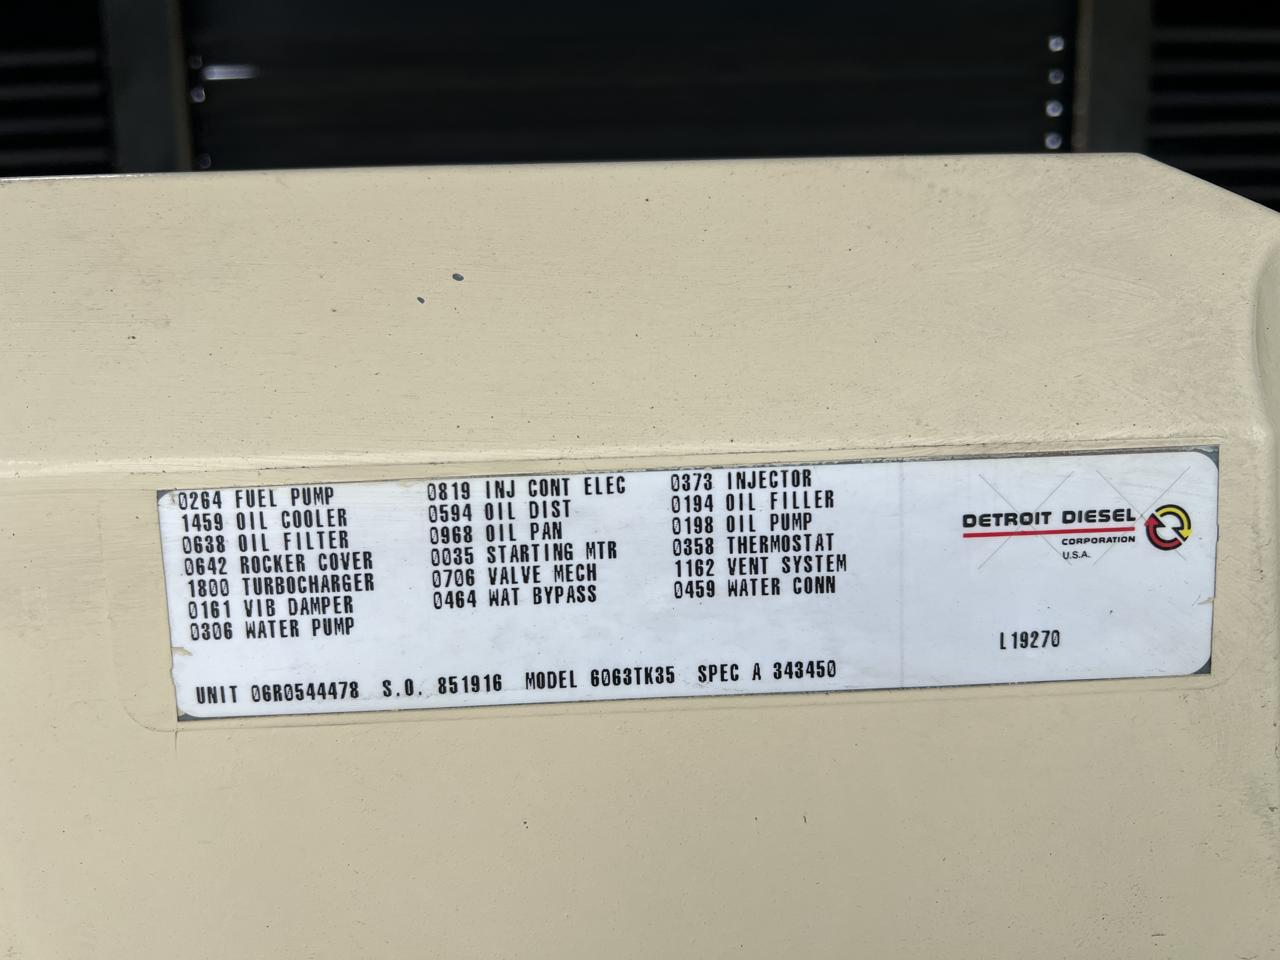 0264 FUEL PUMP
1459 OIL COOLER
0638 OIL FILTER
0642 ROCKER COVER
1800 TURBOCHARGER
0161 VIB DAMPER
0306 WATER PUMP
0819 INJ CONT ELEC
0594 OIL DIST
0968 OIL PAN
0035 STARTING MTR
0706 VALVE MECH
0464 WAT BYPASS
0373 INJECTOR
0194 OIL FILLER
0198 OIL PUMP
0358 THERMOSTAT
1162 VENT SYSTEM
0459 WATER CONN
DETROIT DIESEL
CORPORATION
U.S.A.
L19270
UNIT 06R0544478 S.O. 851916 MODEL 6063TK35 SPEC A 343450